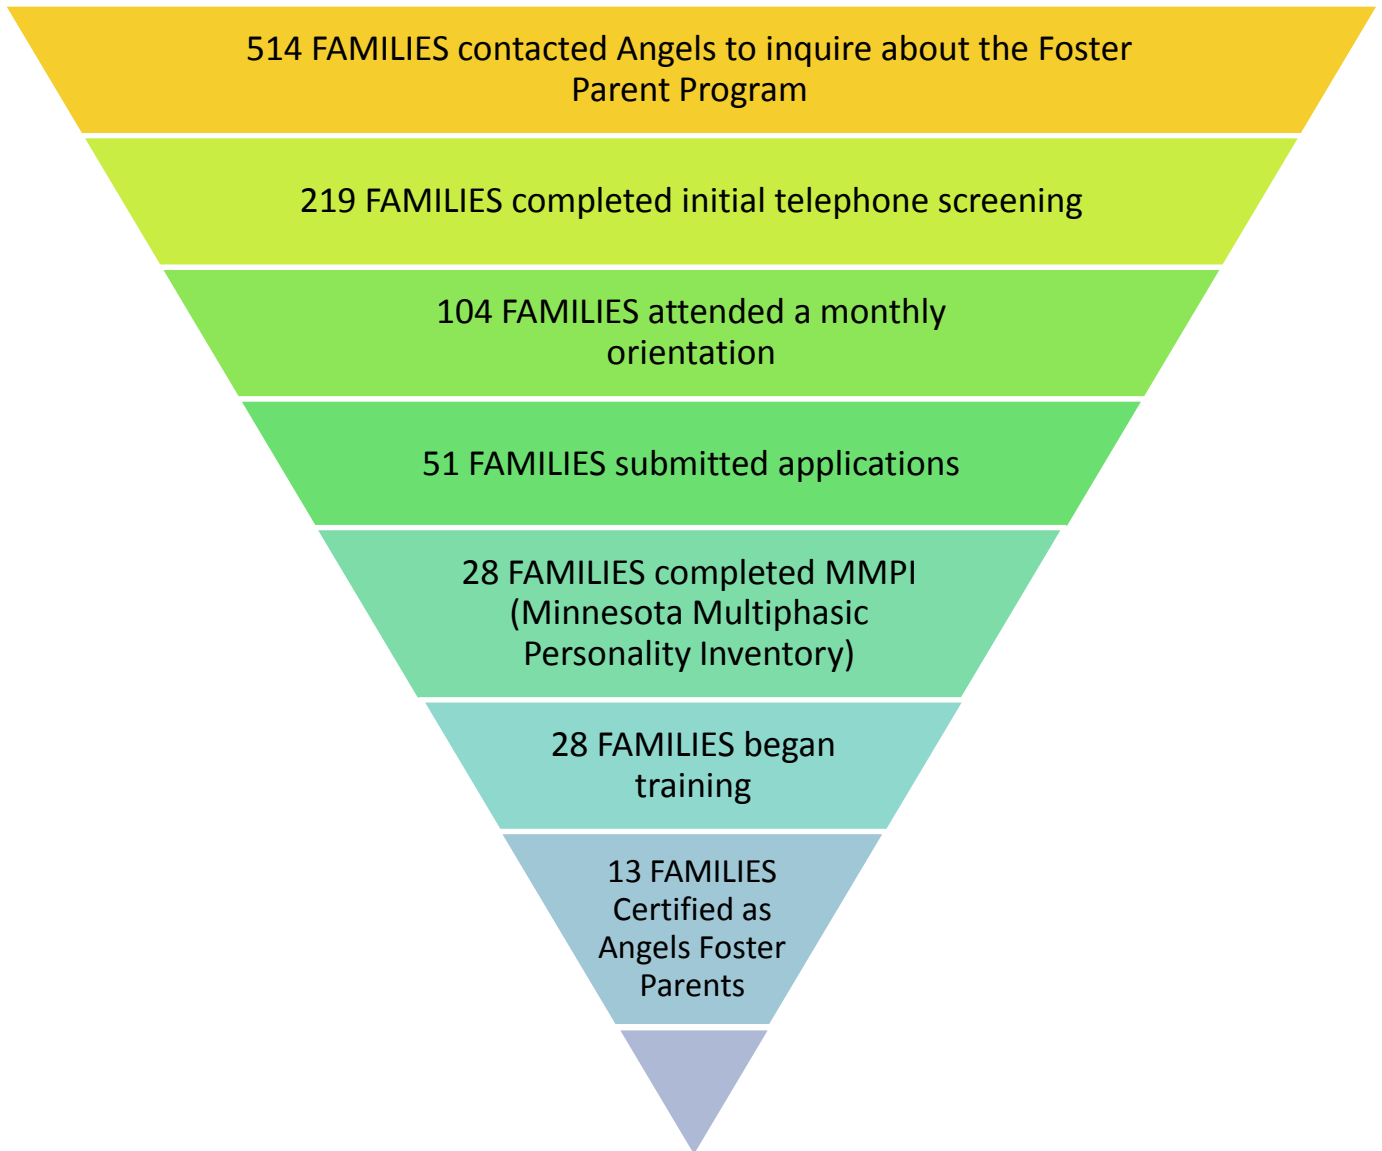 514 FAMILIES contacted Angels to inquire about the Foster
Parent Program
219 FAMILIES completed initial telephone screening
104 FAMILIES attended a monthly
orientation
51 FAMILIES submitted applications
28 FAMILIES completed MMPI
(Minnesota Multiphasic
Personality Inventory)
28 FAMILIES began
training
13 FAMILIES
Certified as
Angels Foster
Parents